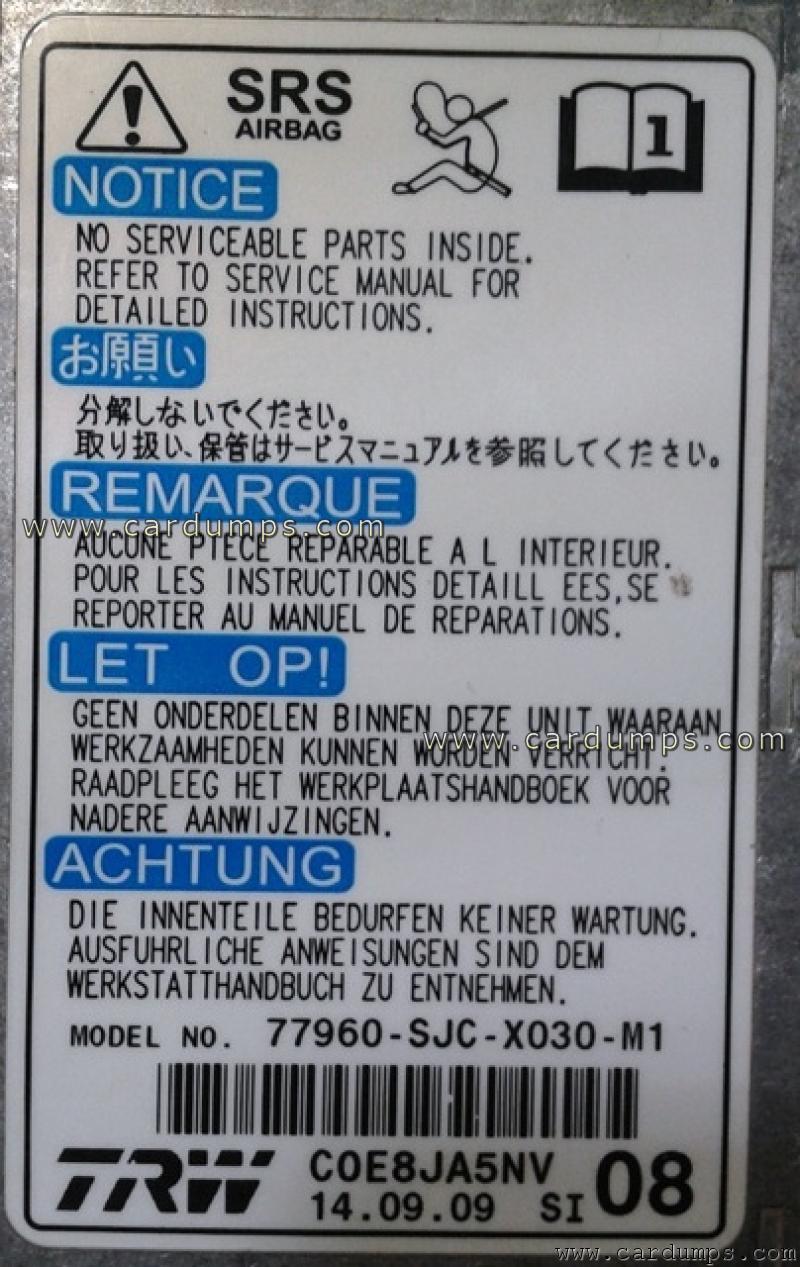 SRS
AIRBAG
1
NOTICE
NO SERVICEABLE PARTS INSIDE.
REFER TO SERVICE MANUAL FOR
DETAILED INSTRUCTIONS.
お願い
分解しないでください。
取り扱い、保管はサービスマニュアルを参照してください。
REMARQUE
www.cardumps.com
AUCUNE PIECE REPARABLE A L INTERIEUR.
POUR LES INSTRUCTIONS DETAILL EES,SE
REPORTER AU MANUEL DE REPARATIONS.
LET OP!
GEEN ONDERDELEN BINNEN DEZE UNIT WAARAAN
www.cardumps.com
WERKZAAMHEDEN KUNNEN WORDEN VERRICHT.
RAADPLEEG HET WERKPLAATSHANDBOEK VOOR
NADERE AANWIJZINGEN.
ACHTUNG
DIE INNENTEILE BEDURFEN KEINER WARTUNG.
AUSFUHRLICHE ANWEISUNGEN SIND DEM
WERKSTATTHANDBUCH ZU ENTNEHMEN.
MODEL NO. 77960-SJC-X030-M1
TRW C0E8JA5NV
14.09.09 SI 08
www.cardumps.com